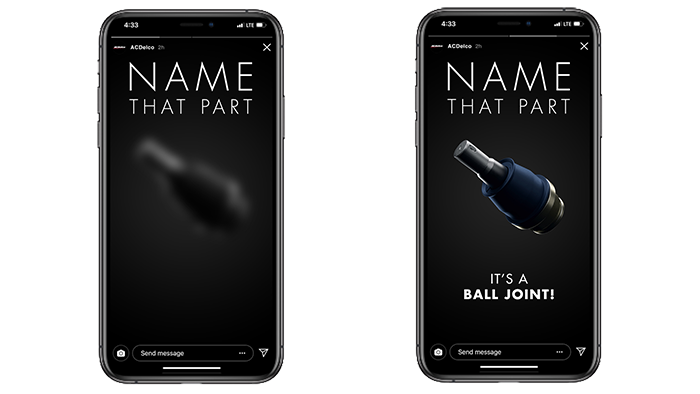 4:33
LTE
ACDelco 2h
NAME
THAT PART
Send message
4:33
LTE
ACDelco 2h
NAME
THAT PART
IT'S A
BALL JOINT!
Send message